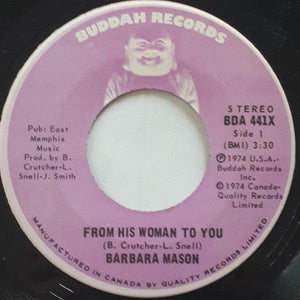 BUDDAH RECORDS
STEREO
BDA 441X
Side 1
(BMI) 3:30
Pub: East
Memphis
Music
Prod. by B.
Crutcher-L.
Snell-J. Smith
℗ 1974 U.S.A.-
Buddah Records
Inc.
© 1974 Canada-
Quality Records
Limited
FROM HIS WOMAN TO YOU
(B. Crutcher-L. Snell)
BARBARA MASON
MANUFACTURED IN CANADA BY QUALITY RECORDS LIMITED